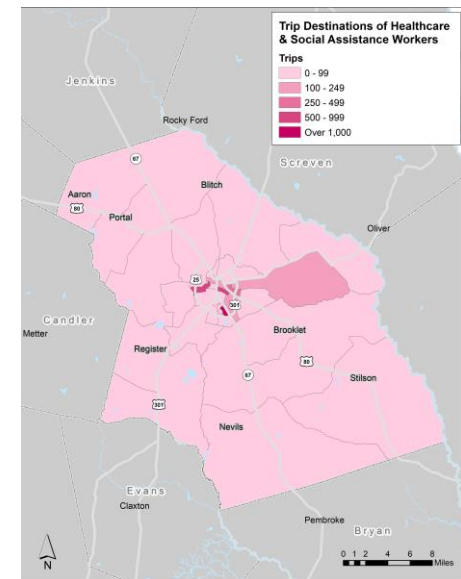 Trip Destinations of Healthcare
& Social Assistance Workers
Trips
0 - 99
100 - 249
250 - 499
500 - 999
Over 1,000
Jenkins
Rocky Ford
Screven
67
Blitch
Aaron
80
Portal
Oliver
25
301
Candler
Metter
Brooklet
Register
80
67
Stilson
301
Nevils
Evans
Claxton
Pembroke
Bryan
N
0 1 2 4 6 8
Miles